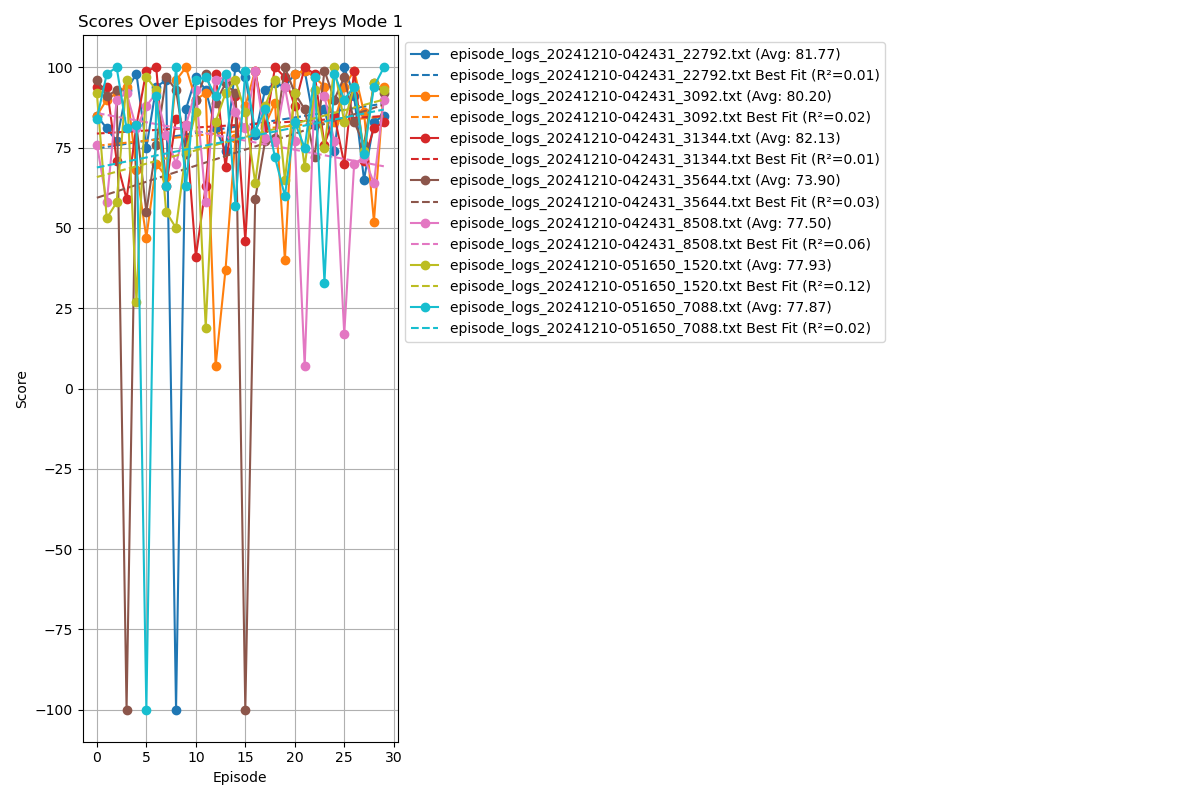 Scores Over Episodes for Preys Mode 1
episode_logs_20241210-042431_22792.txt (Avg: 81.77)
episode_logs_20241210-042431_22792.txt Best Fit (R²=0.01)
episode_logs_20241210-042431_3092.txt (Avg: 80.20)
episode_logs_20241210-042431_3092.txt Best Fit (R²=0.02)
episode_logs_20241210-042431_31344.txt (Avg: 82.13)
episode_logs_20241210-042431_31344.txt Best Fit (R²=0.01)
episode_logs_20241210-042431_35644.txt (Avg: 73.90)
episode_logs_20241210-042431_35644.txt Best Fit (R²=0.03)
episode_logs_20241210-042431_8508.txt (Avg: 77.50)
episode_logs_20241210-042431_8508.txt Best Fit (R²=0.06)
episode_logs_20241210-051650_1520.txt (Avg: 77.93)
episode_logs_20241210-051650_1520.txt Best Fit (R²=0.12)
episode_logs_20241210-051650_7088.txt (Avg: 77.87)
episode_logs_20241210-051650_7088.txt Best Fit (R²=0.02)
100
75
50
25
0
−25
−50
−75
−100
Score
0 5 10 15 20 25 30
Episode